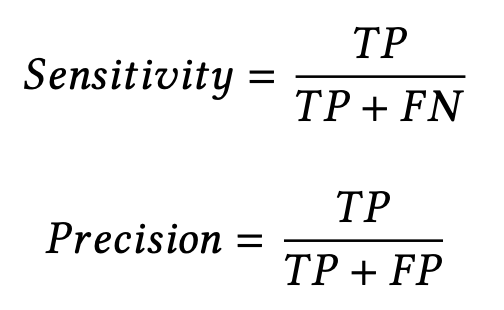 Sensitivity = TP / TP + FN
Precision = TP / TP + FP